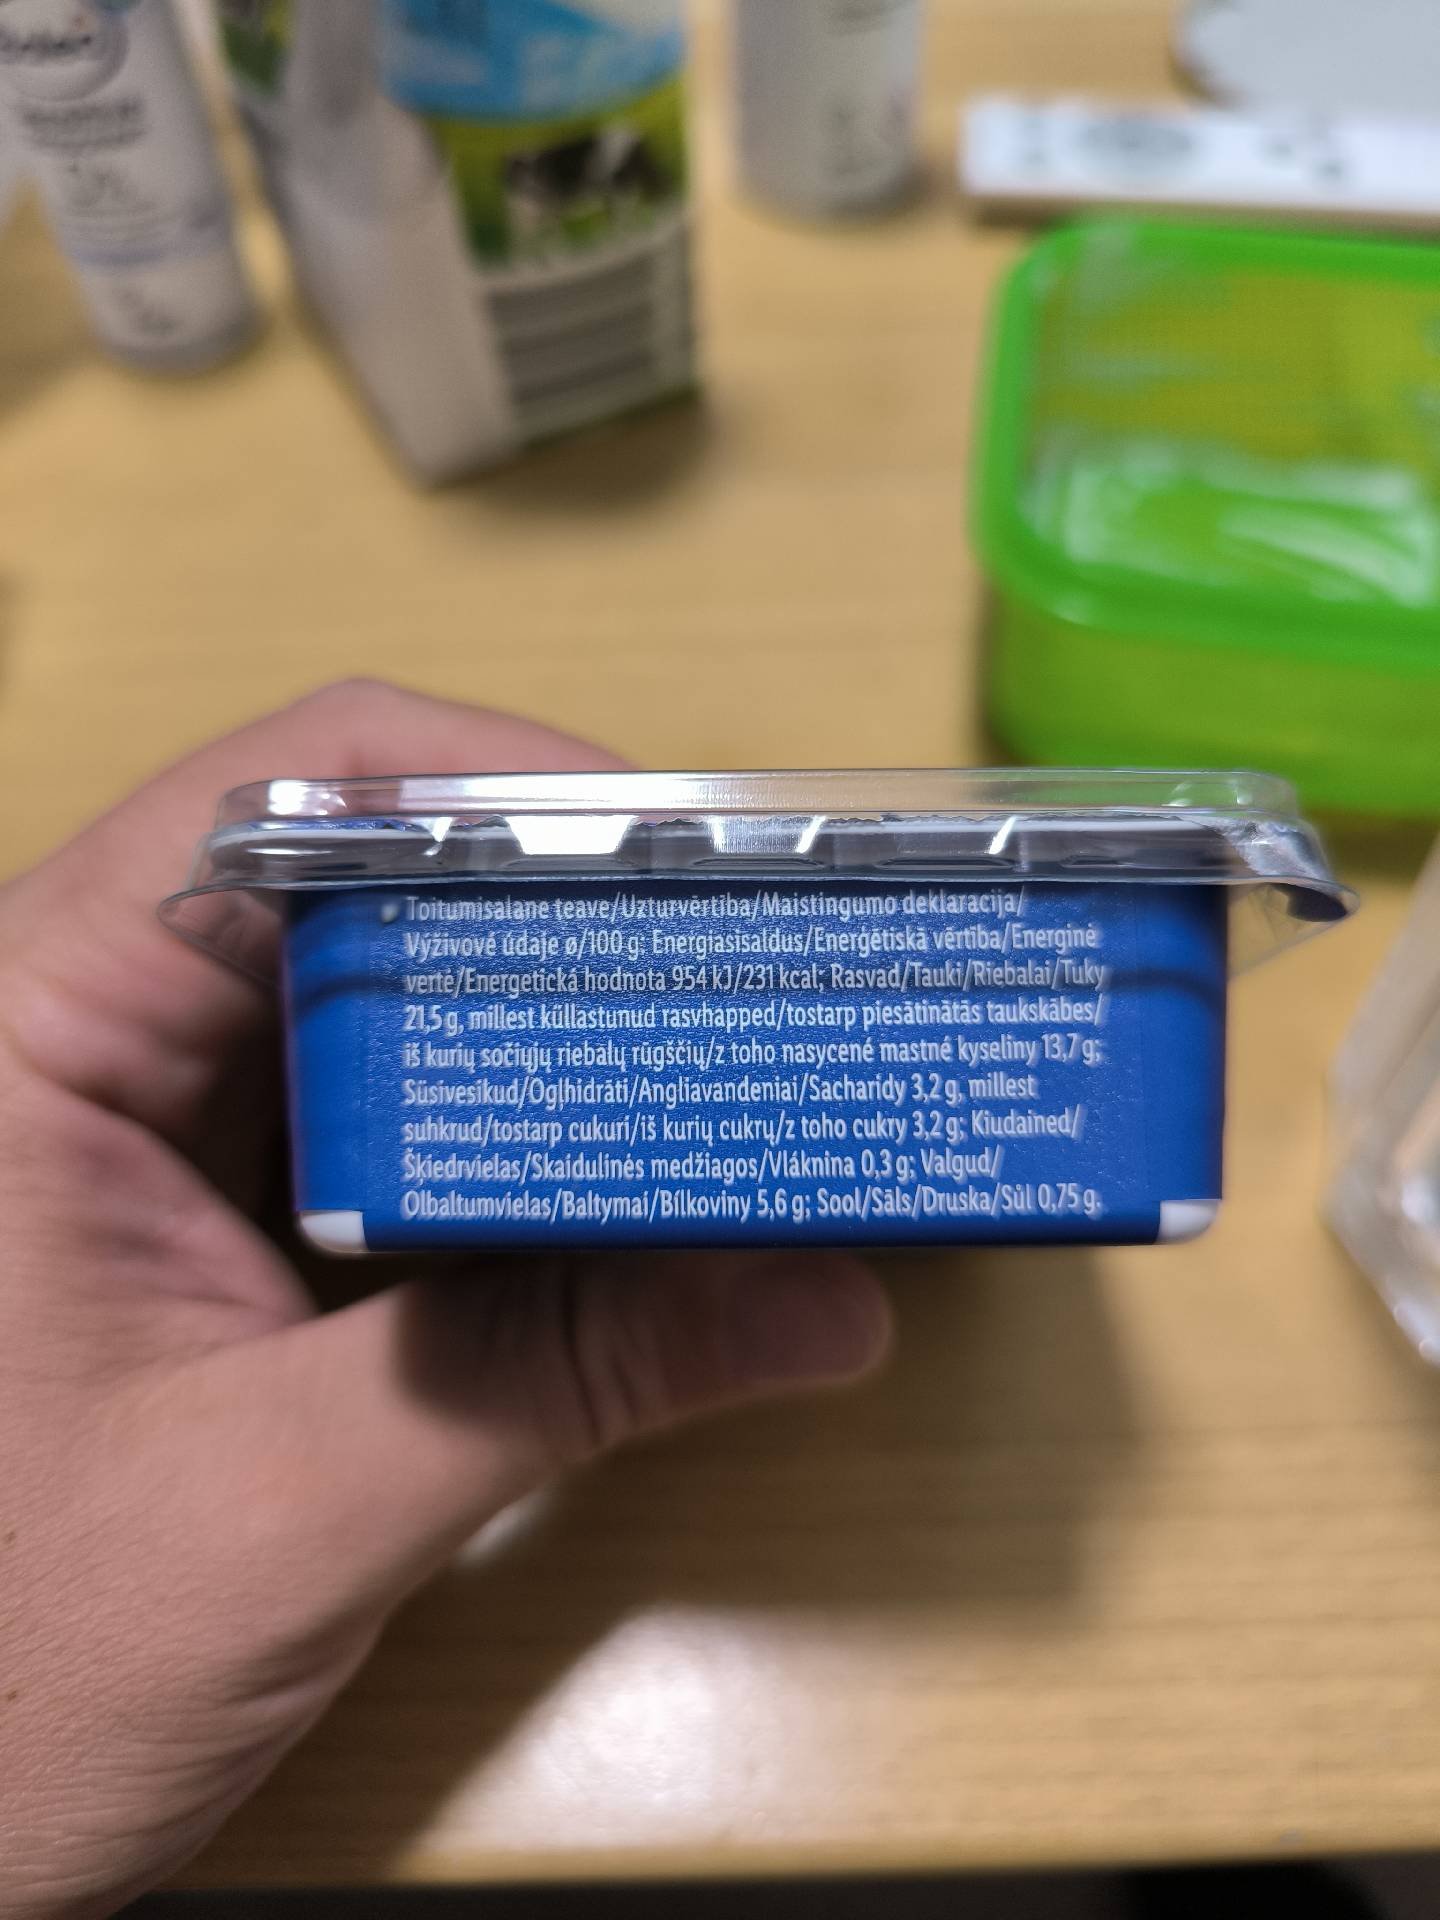 Toitumisalane teave/Uzturvērtība/Maistingumo deklaracija/
Výživové údaje ø/100 g: Energiasisaldus/Enerģētiskā vērtība/Energinė
vertė/Energetická hodnota 954 kJ/231 kcal; Rasvad/Tauki/Riebalai/Tuky
21,5 g, millest küllastunud rasvhapped/tostarp piesātinātās taukskābes/
iš kurių sočiųjų riebalų rūgščių/z toho nasycené mastné kyseliny 13,7 g;
Süsivesikud/Ogļhidrāti/Angliavandeniai/Sacharidy 3,2 g, millest
suhkrud/tostarp cukuri/iš kurių cukrų/z toho cukry 3,2 g; Kiudained/
Šķiedrvielas/Skaidulinės medžiagos/Vláknina 0,3 g; Valgud/
Olbaltumvielas/Baltymai/Bílkoviny 5,6 g; Sool/Sāls/Druska/Sůl 0,75 g.